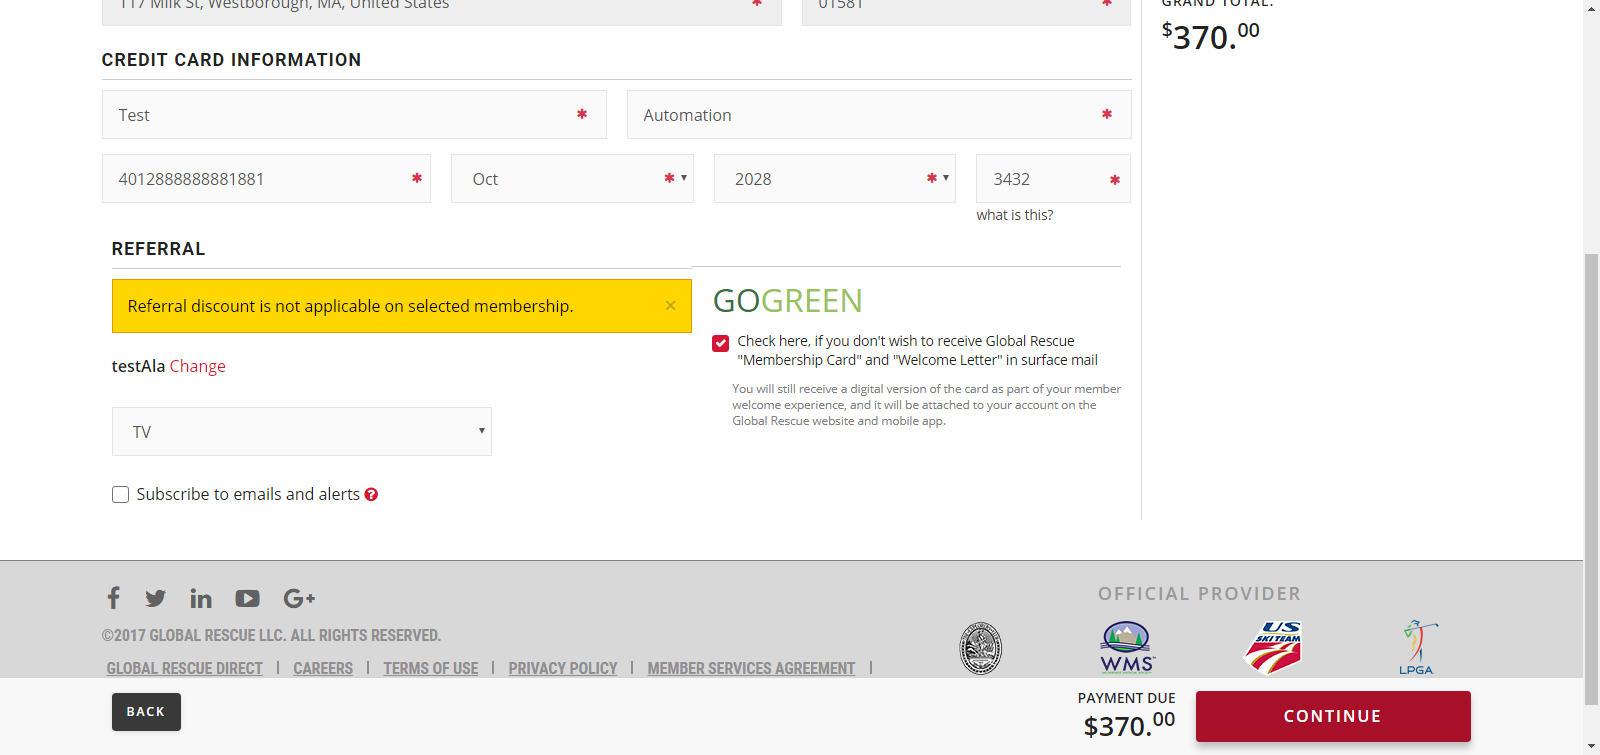 117 Milk St, Westborough, MA, United States *
01581 *
GRAND TOTAL:
$370.00
CREDIT CARD INFORMATION
Test *
Automation *
4012888888881881 *
Oct *
2028 *
3432 *
what is this?
REFERRAL
Referral discount is not applicable on selected membership. ×
testAla Change
TV
Subscribe to emails and alerts ?
GOGREEN
Check here, if you don't wish to receive Global Rescue
"Membership Card" and "Welcome Letter" in surface mail
You will still receive a digital version of the card as part of your member
welcome experience, and it will be attached to your account on the
Global Rescue website and mobile app.
©2017 GLOBAL RESCUE LLC. ALL RIGHTS RESERVED.
GLOBAL RESCUE DIRECT | CAREERS | TERMS OF USE | PRIVACY POLICY | MEMBER SERVICES AGREEMENT |
OFFICIAL PROVIDER
WMS
US
SKI TEAM
LPGA
BACK
PAYMENT DUE
$370.00
CONTINUE